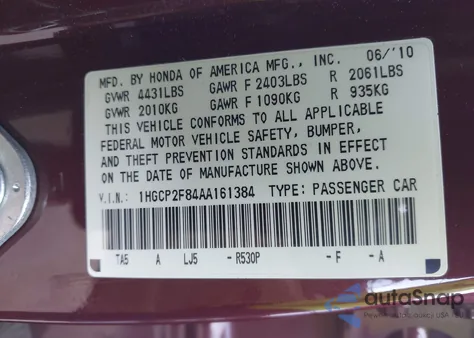 MFD. BY HONDA OF AMERICA MFG., INC. 06/'10
GVWR 4431LBS GAWR F 2403LBS R 2061LBS
GVWR 2010KG GAWR F 1090KG R 935KG
THIS VEHICLE CONFORMS TO ALL APPLICABLE
FEDERAL MOTOR VEHICLE SAFETY, BUMPER,
AND THEFT PREVENTION STANDARDS IN EFFECT
ON THE DATE OF MANUFACTURE SHOWN ABOVE.
V.I.N.: 1HGCP2F84AA161384 TYPE: PASSENGER CAR
TA5 A LJ5 - R530P - F - A
autoSnap